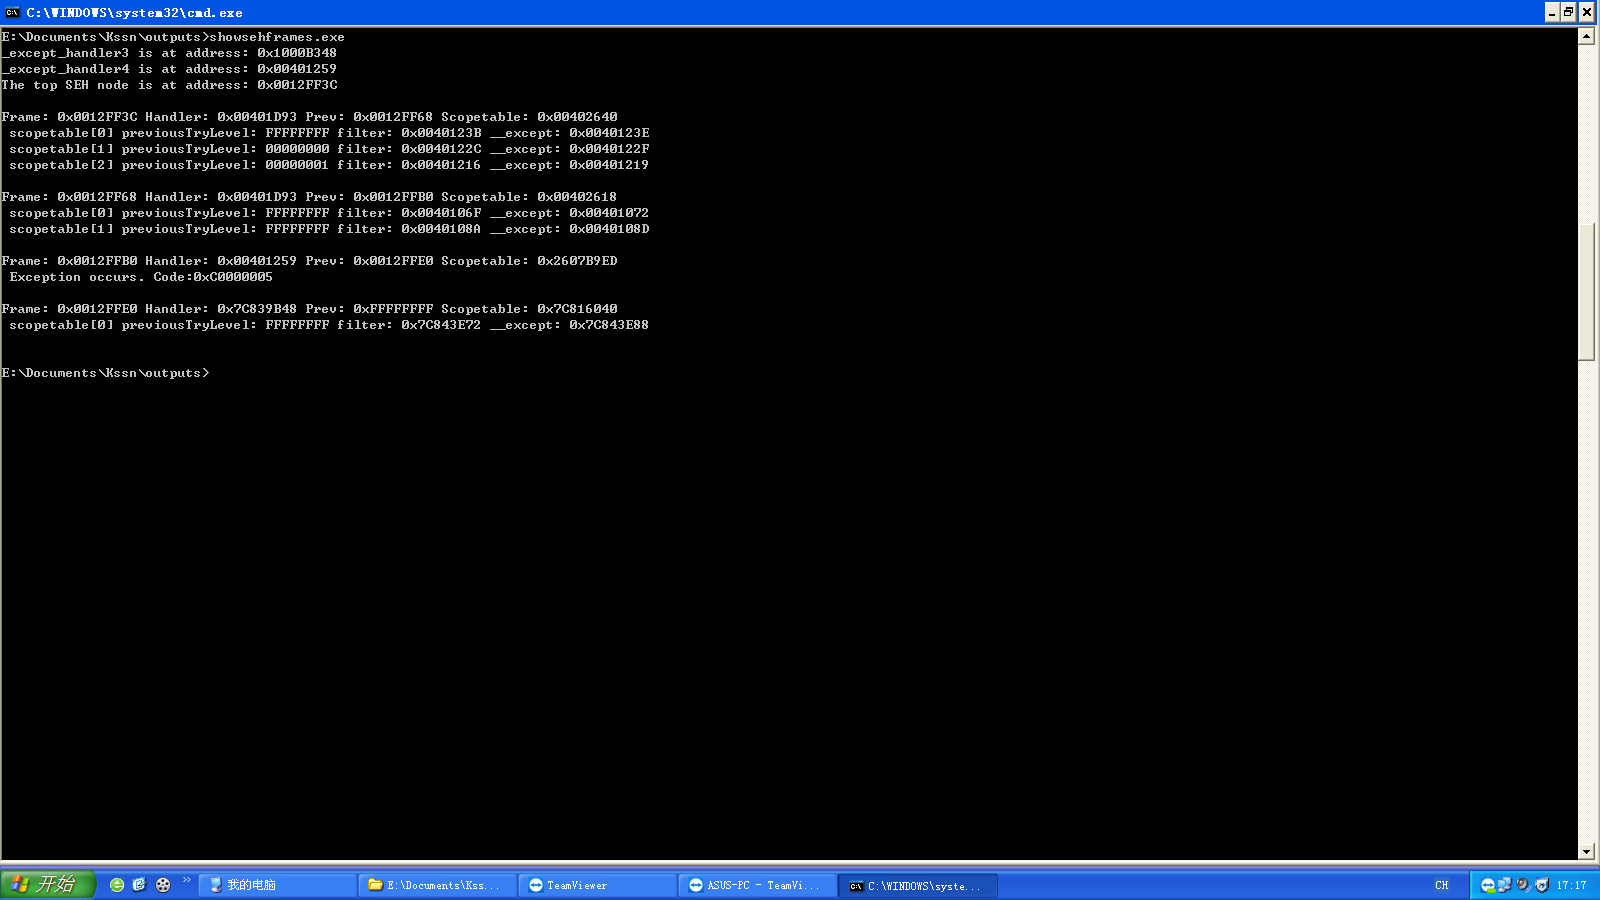 C:\WINDOWS\system32\cmd.exe
E:\Documents\Kssn\outputs>showsehframes.exe
_except_handler3 is at address: 0x1000B348
_except_handler4 is at address: 0x00401259
The top SEH node is at address: 0x0012FF3C
Frame: 0x0012FF3C Handler: 0x00401D93 Prev: 0x0012FF68 Scopetable: 0x00402640
scopetable[0] previousTryLevel: FFFFFFFF filter: 0x0040123B __except: 0x0040123E
scopetable[1] previousTryLevel: 00000000 filter: 0x0040122C __except: 0x0040122F
scopetable[2] previousTryLevel: 00000001 filter: 0x00401216 __except: 0x00401219
Frame: 0x0012FF68 Handler: 0x00401D93 Prev: 0x0012FFB0 Scopetable: 0x00402618
scopetable[0] previousTryLevel: FFFFFFFF filter: 0x0040106F __except: 0x00401072
scopetable[1] previousTryLevel: FFFFFFFF filter: 0x0040108A __except: 0x0040108D
Frame: 0x0012FFB0 Handler: 0x00401259 Prev: 0x0012FFE0 Scopetable: 0x2607B9ED
Exception occurs. Code:0xC0000005
Frame: 0x0012FFE0 Handler: 0x7C839B48 Prev: 0xFFFFFFFF Scopetable: 0x7C816040
scopetable[0] previousTryLevel: FFFFFFFF filter: 0x7C843E72 __except: 0x7C843E88
E:\Documents\Kssn\outputs>
开始 我的电脑 E:\Documents\Kss... TeamViewer ASUS-PC - TeamVi... C:\WINDOWS\syste... CH 17:17